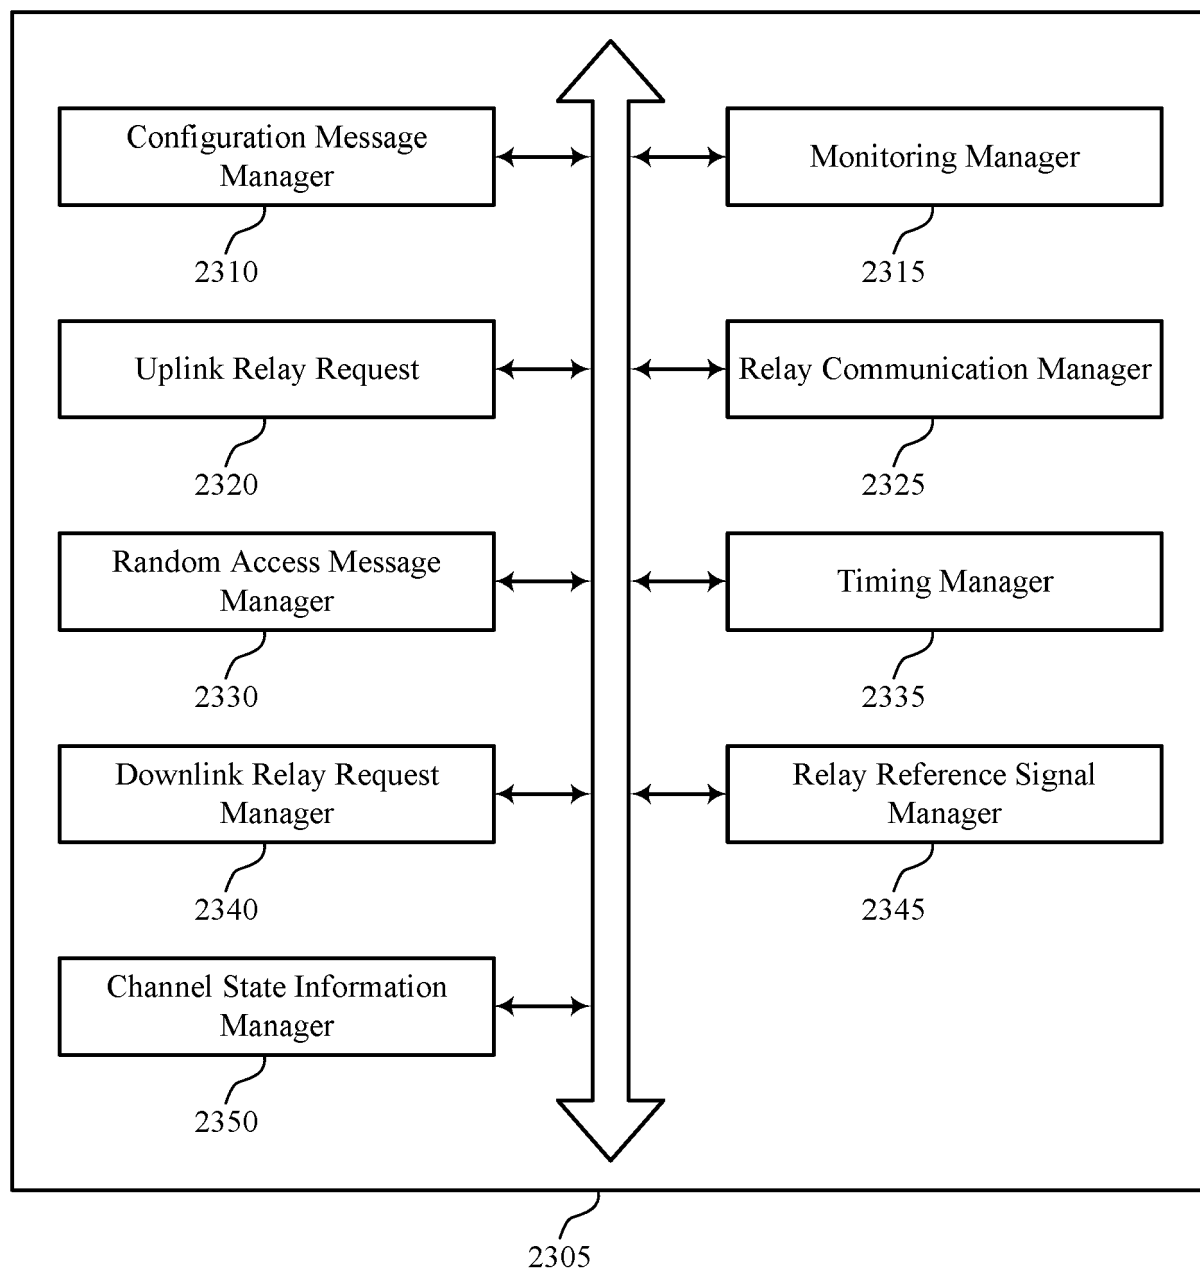 Configuration Message
Manager
2310
Monitoring Manager
2315
Uplink Relay Request
2320
Relay Communication Manager
2325
Random Access Message
Manager
2330
Timing Manager
2335
Downlink Relay Request
Manager
2340
Relay Reference Signal
Manager
2345
Channel State Information
Manager
2350
2305